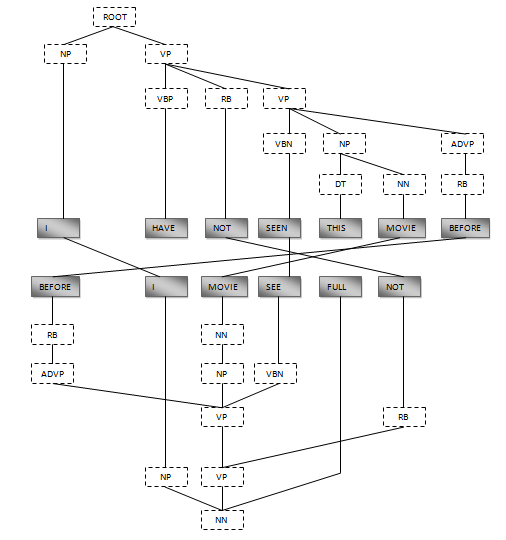 ROOT
NP VP
VBP RB VP
VBN NP ADVP
DT NN RB
I HAVE NOT SEEN THIS MOVIE BEFORE
BEFORE I MOVIE SEE FULL NOT
RB NN
ADVP NP VBN
VP RB
NP VP
NN